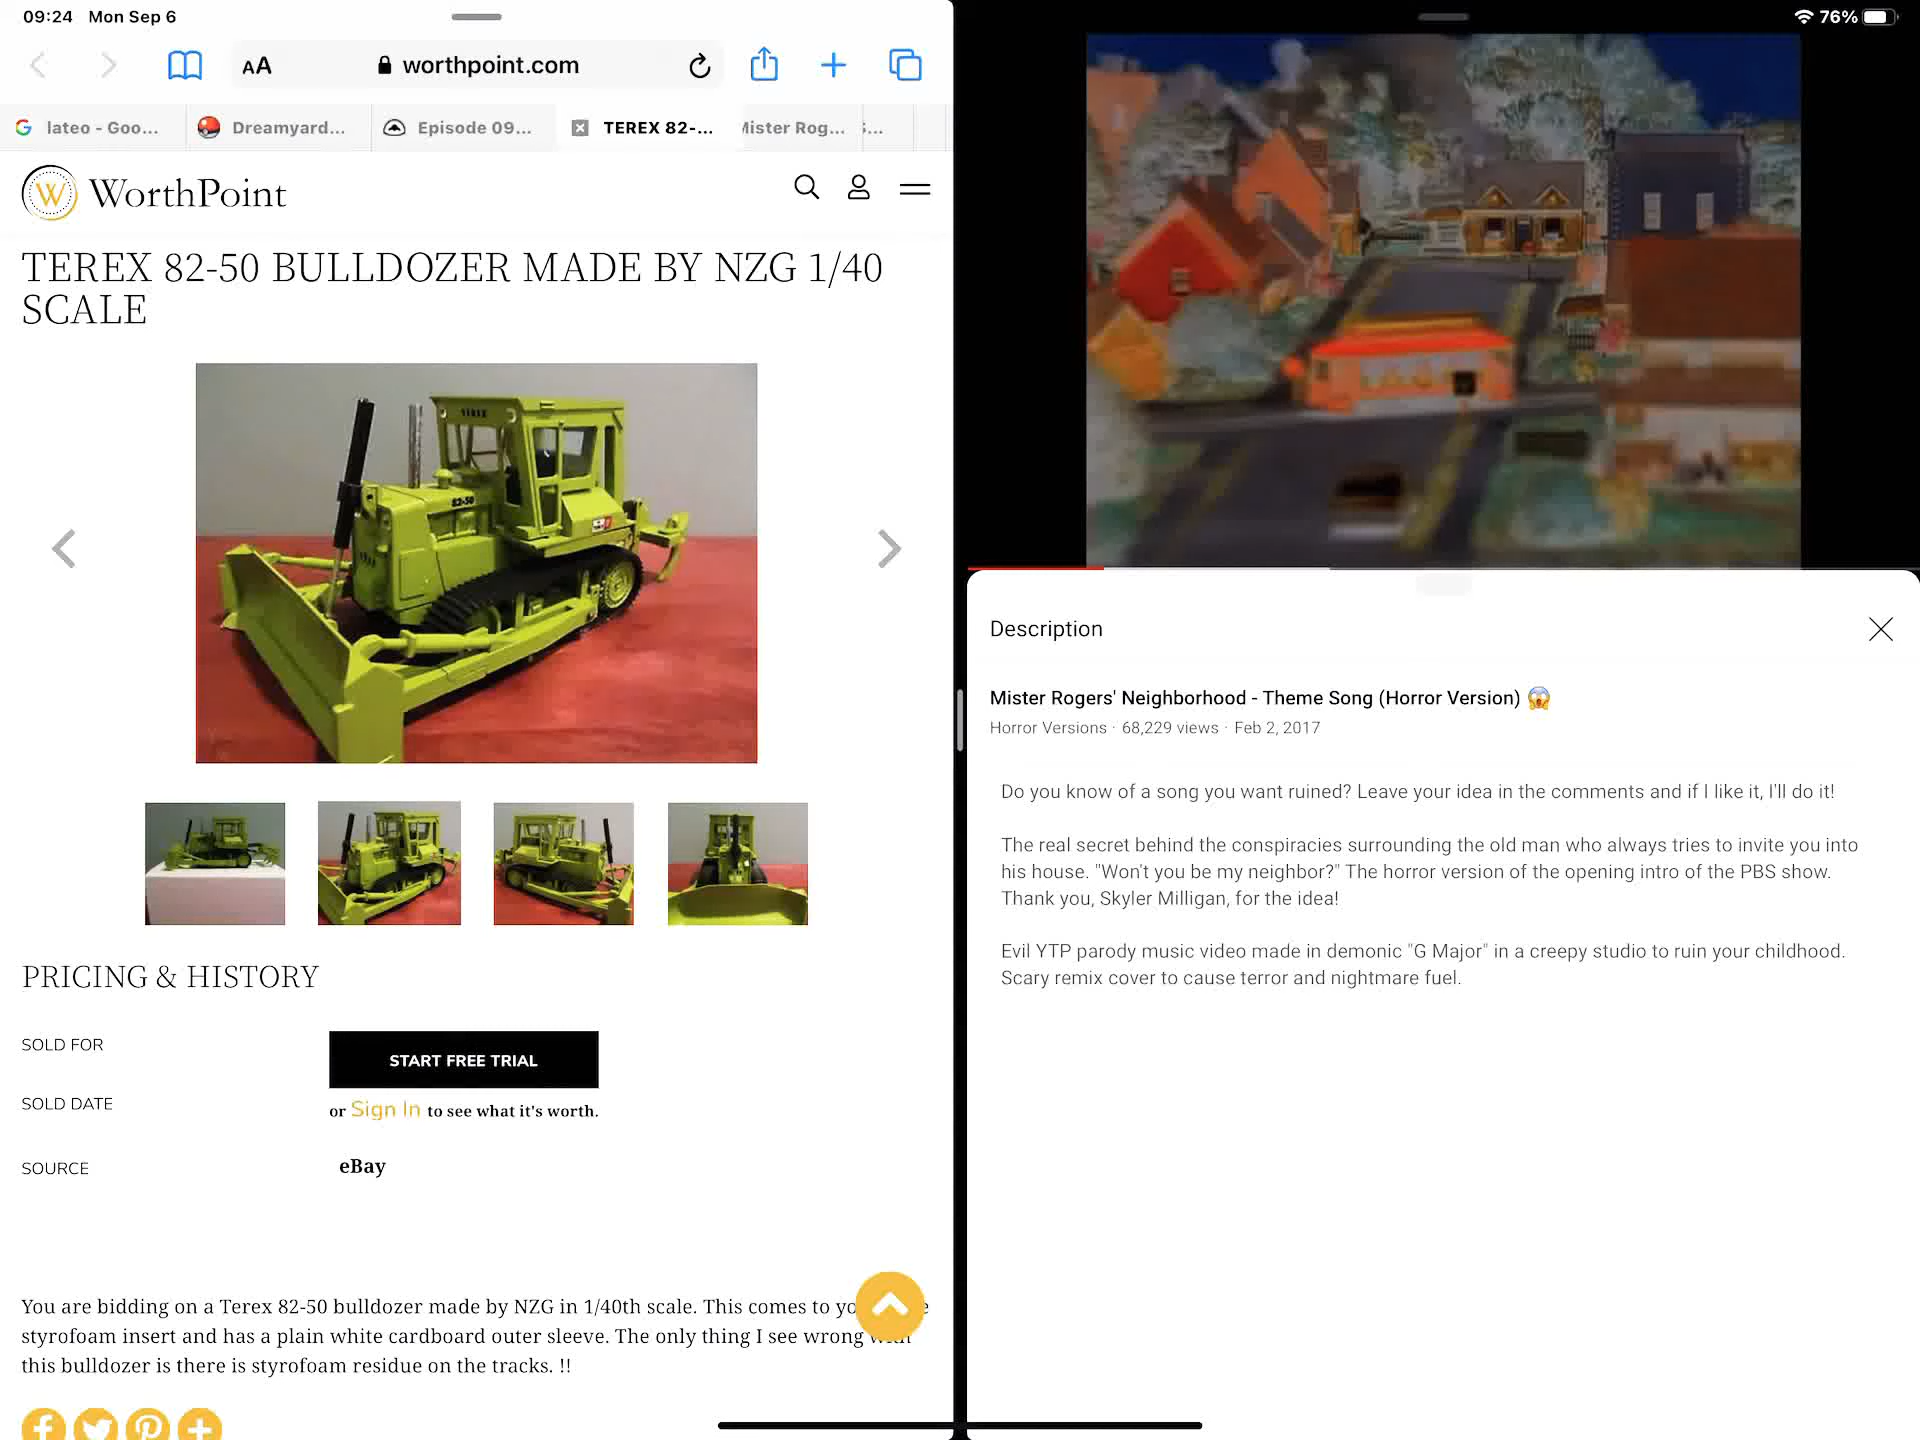 09:24 Mon Sep 6
76%
AA
worthpoint.com
lateo - Goo...
Dreamyard...
Episode 09...
TEREX 82-...
Mister Rog...
WorthPoint
TEREX 82-50 BULLDOZER MADE BY NZG 1/40
SCALE
TEREX
82-50
PRICING & HISTORY
SOLD FOR
START FREE TRIAL
SOLD DATE
or Sign In to see what it's worth.
SOURCE
eBay
You are bidding on a Terex 82-50 bulldozer made by NZG in 1/40th scale. This comes to
styrofoam insert and has a plain white cardboard outer sleeve. The only thing I see wrong with
this bulldozer is there is styrofoam residue on the tracks. !!
Description
Mister Rogers' Neighborhood - Theme Song (Horror Version) 😱
Horror Versions · 68,229 views · Feb 2, 2017
Do you know of a song you want ruined? Leave your idea in the comments and if I like it, I'll do it!
The real secret behind the conspiracies surrounding the old man who always tries to invite you into
his house. "Won't you be my neighbor?" The horror version of the opening intro of the PBS show.
Thank you, Skyler Milligan, for the idea!
Evil YTP parody music video made in demonic "G Major" in a creepy studio to ruin your childhood.
Scary remix cover to cause terror and nightmare fuel.